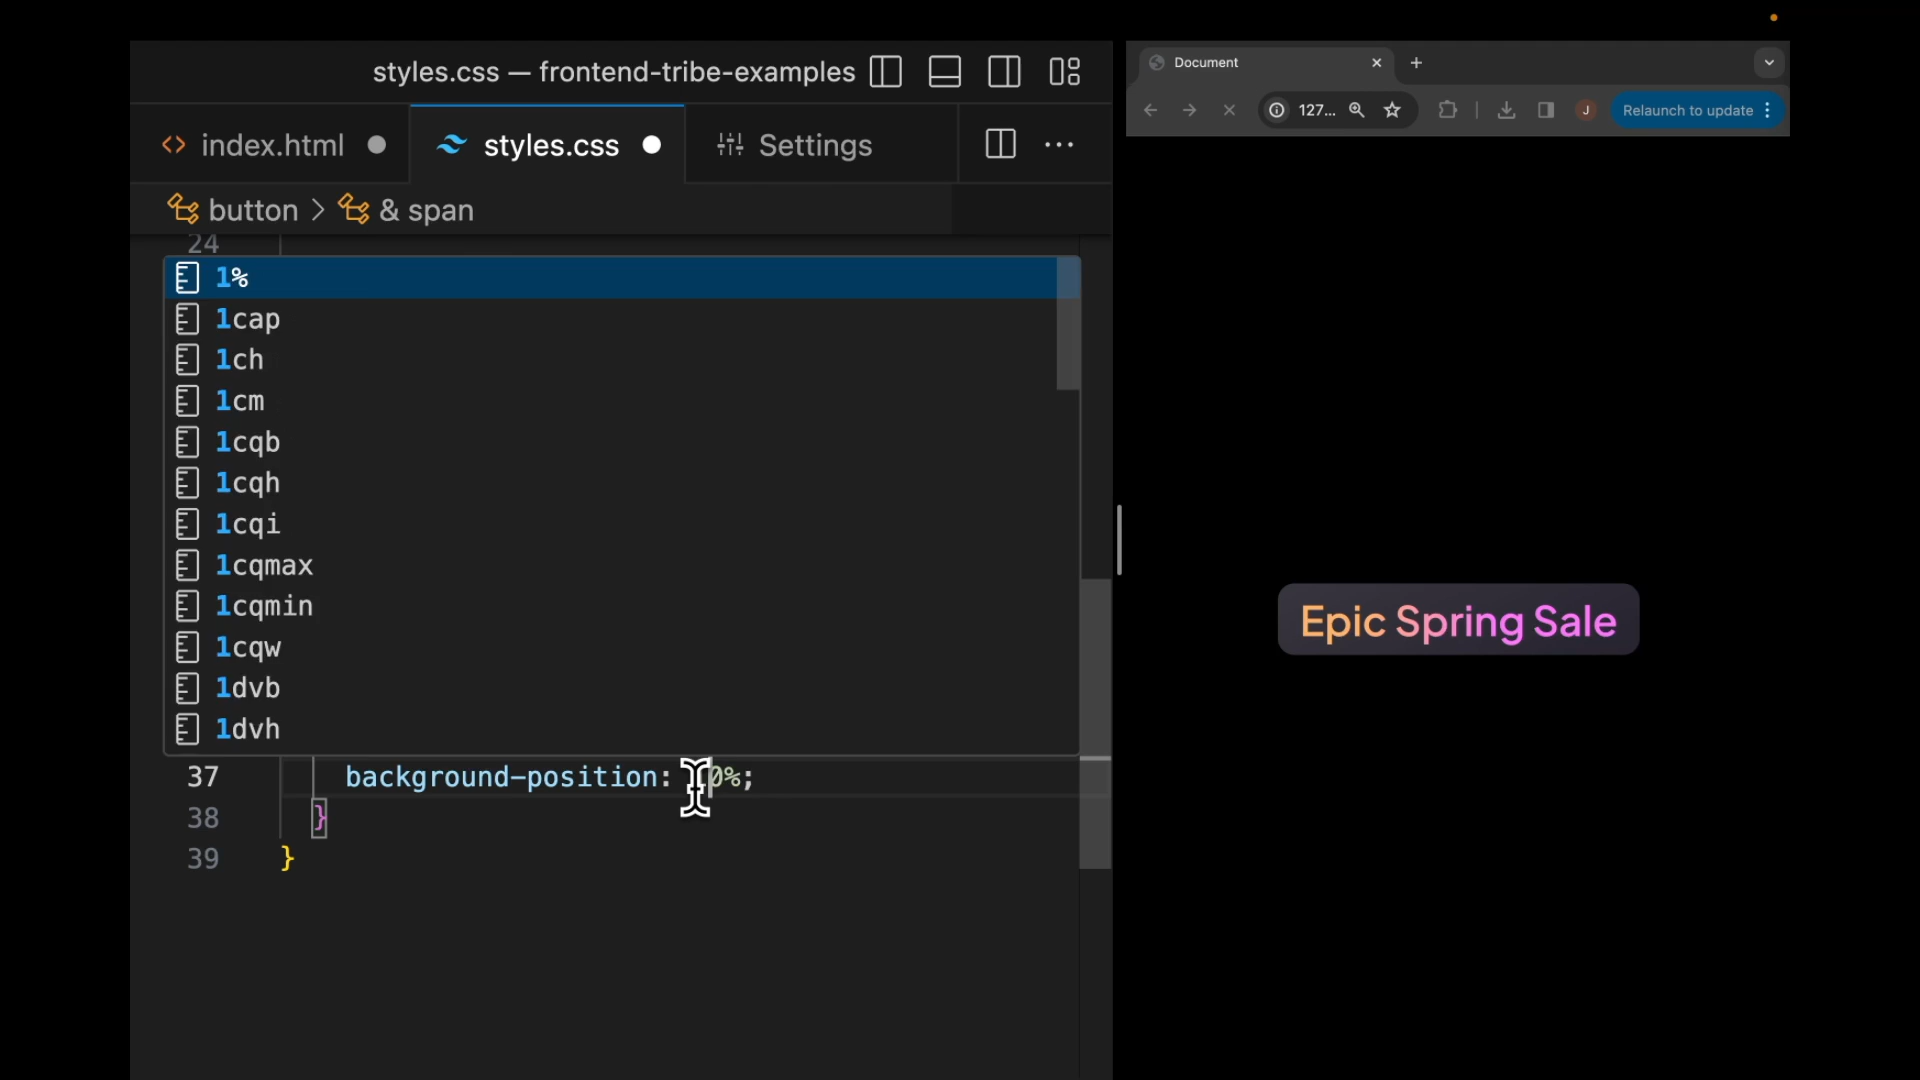 styles.css — frontend-tribe-examples
index.html
styles.css
Settings
button > & span
24
1%
1cap
1ch
1cm
1cqb
1cqh
1cqi
1cqmax
1cqmin
1cqw
1dvb
1dvh
37 background-position: 10%;
38 }
39 }
Document
127...
J
Relaunch to update
Epic Spring Sale